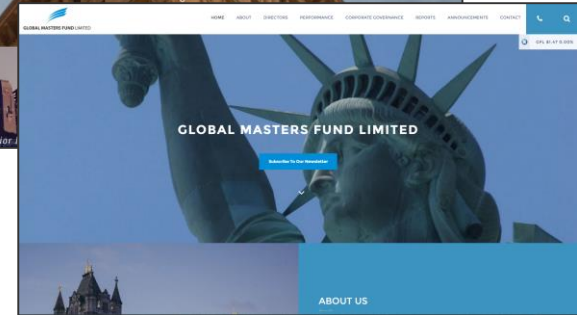 GLOBAL MASTERS FUND LIMITED
HOME ABOUT DIRECTORS PERFORMANCE CORPORATE GOVERNANCE REPORTS ANNOUNCEMENTS CONTACT
GLOBAL MASTERS FUND LIMITED
Subscribe To Our Newsletter
ABOUT US